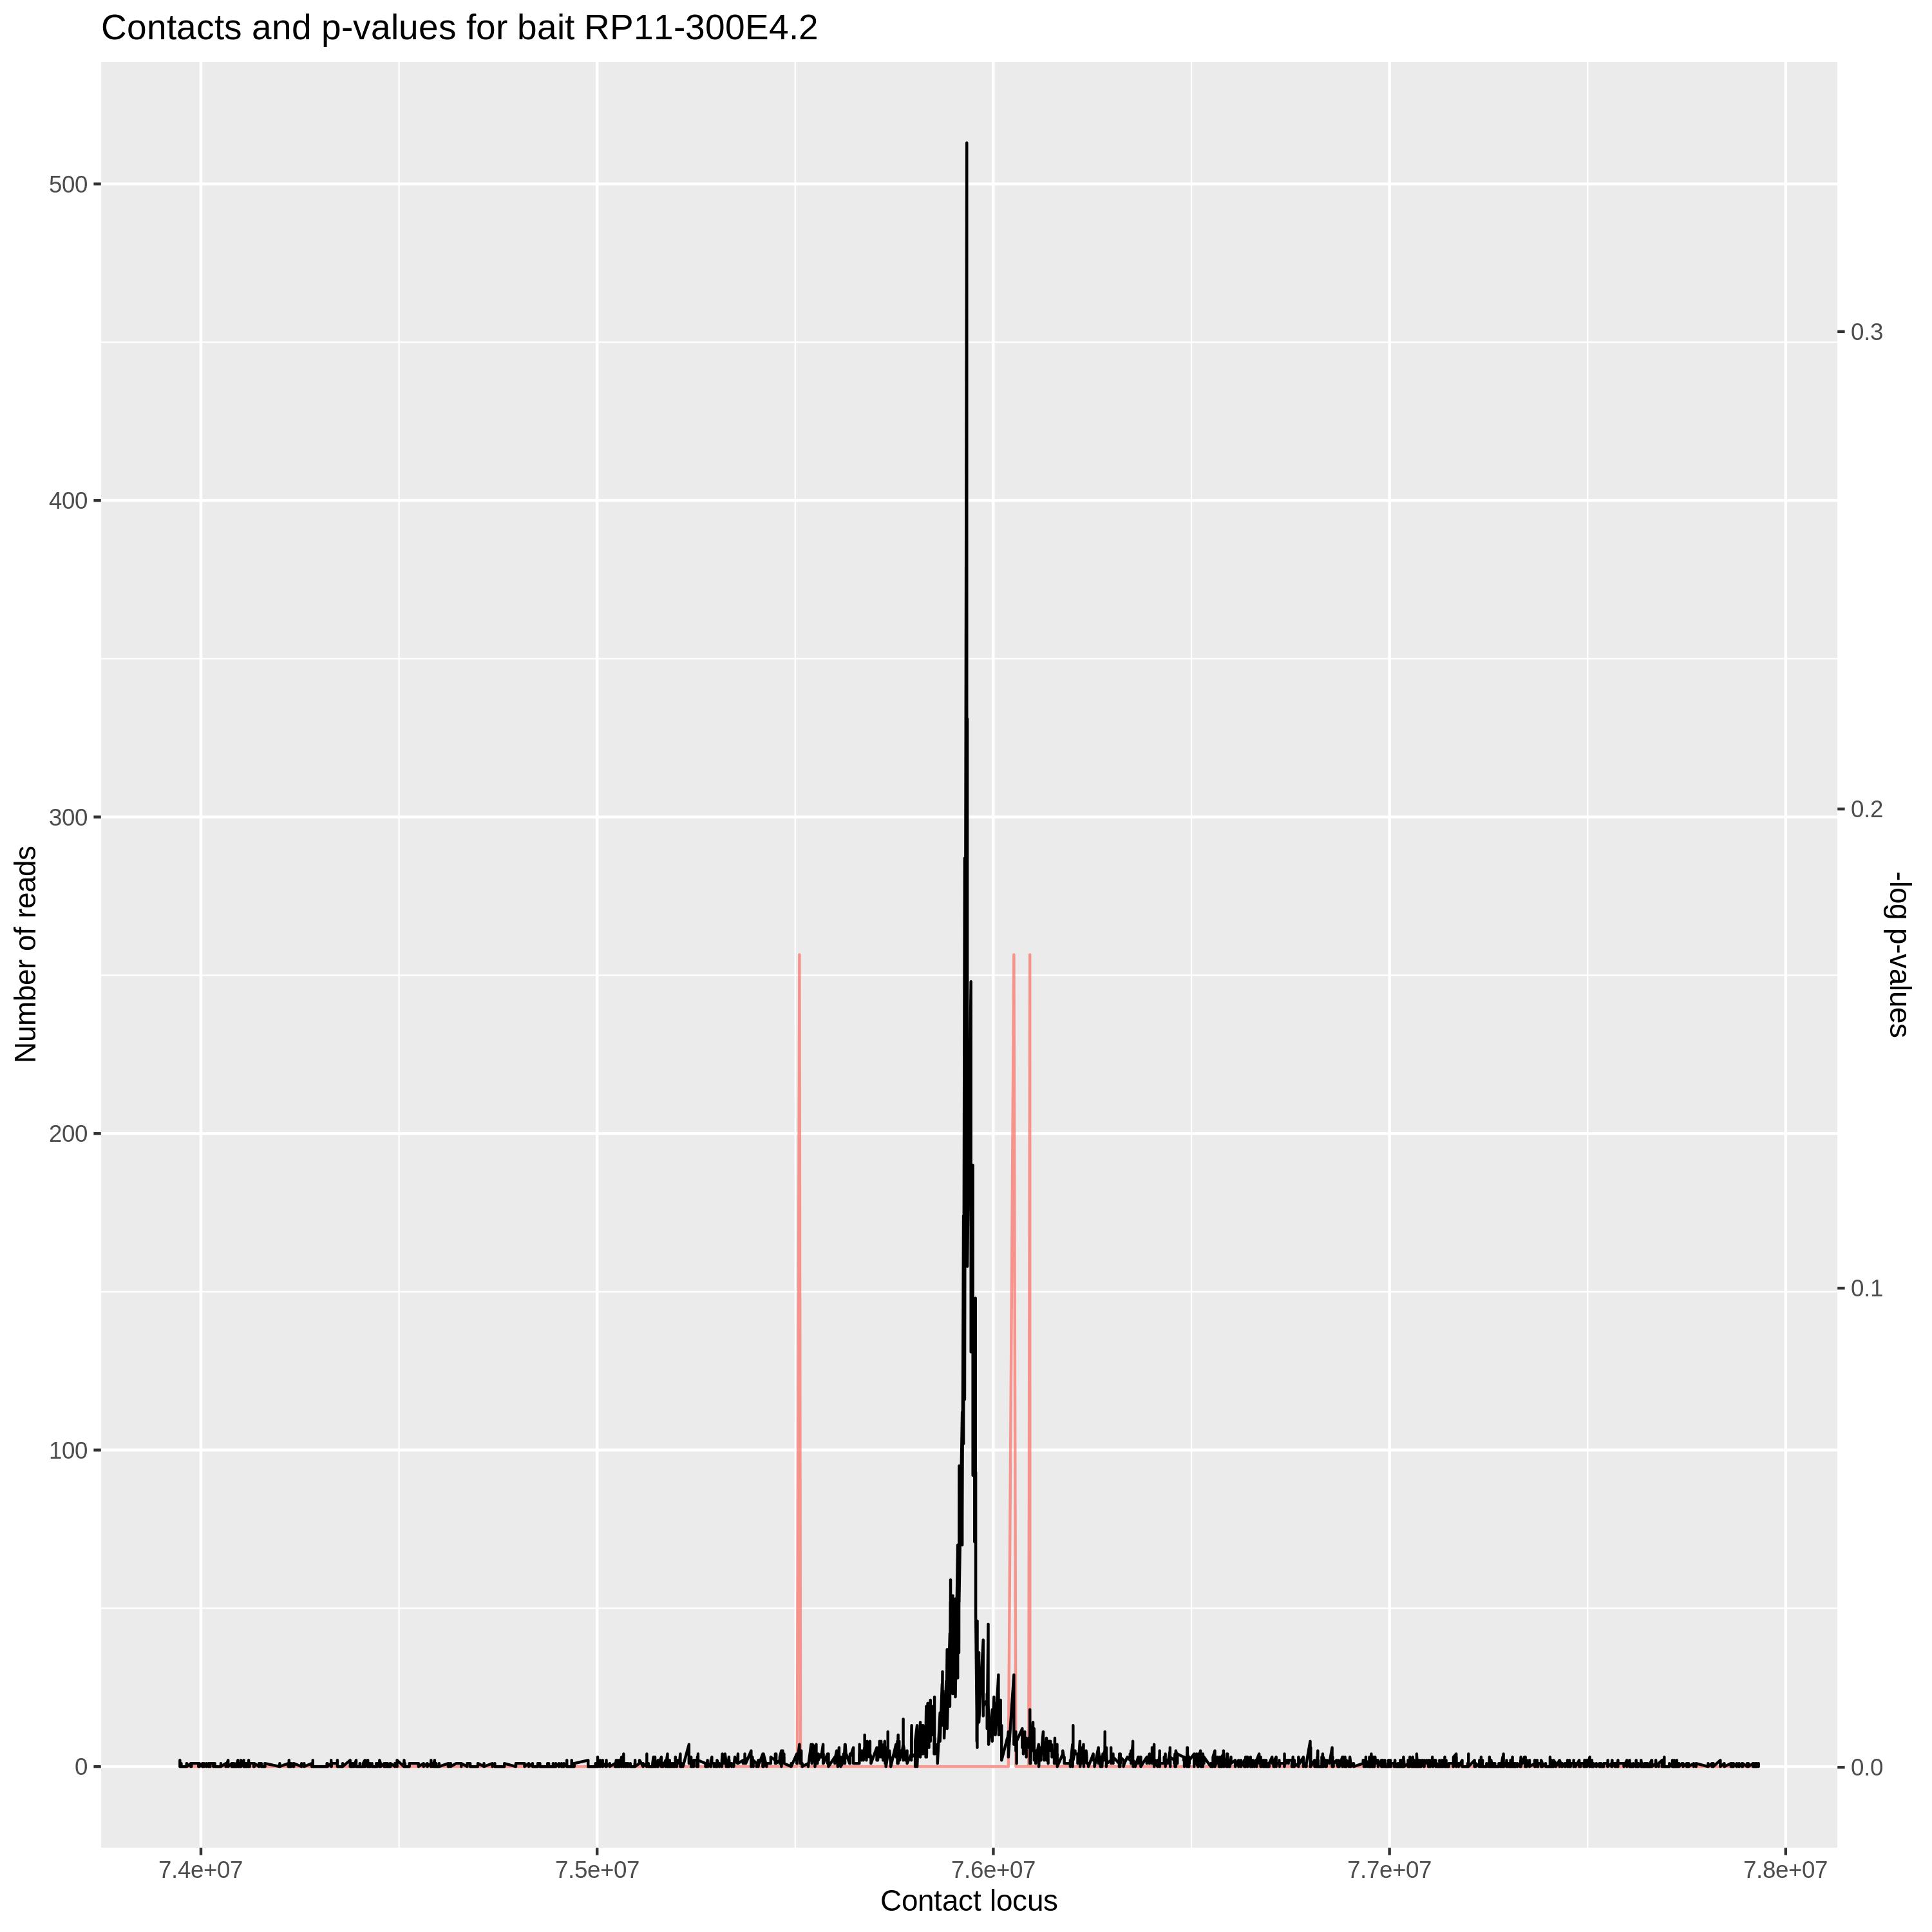 Contacts and p-values for bait RP11-300E4.2
500
400
300
200
100
0
Number of reads
0.3
0.2
0.1
0.0
-log p-values
7.4e+07
7.5e+07
7.6e+07
7.7e+07
7.8e+07
Contact locus